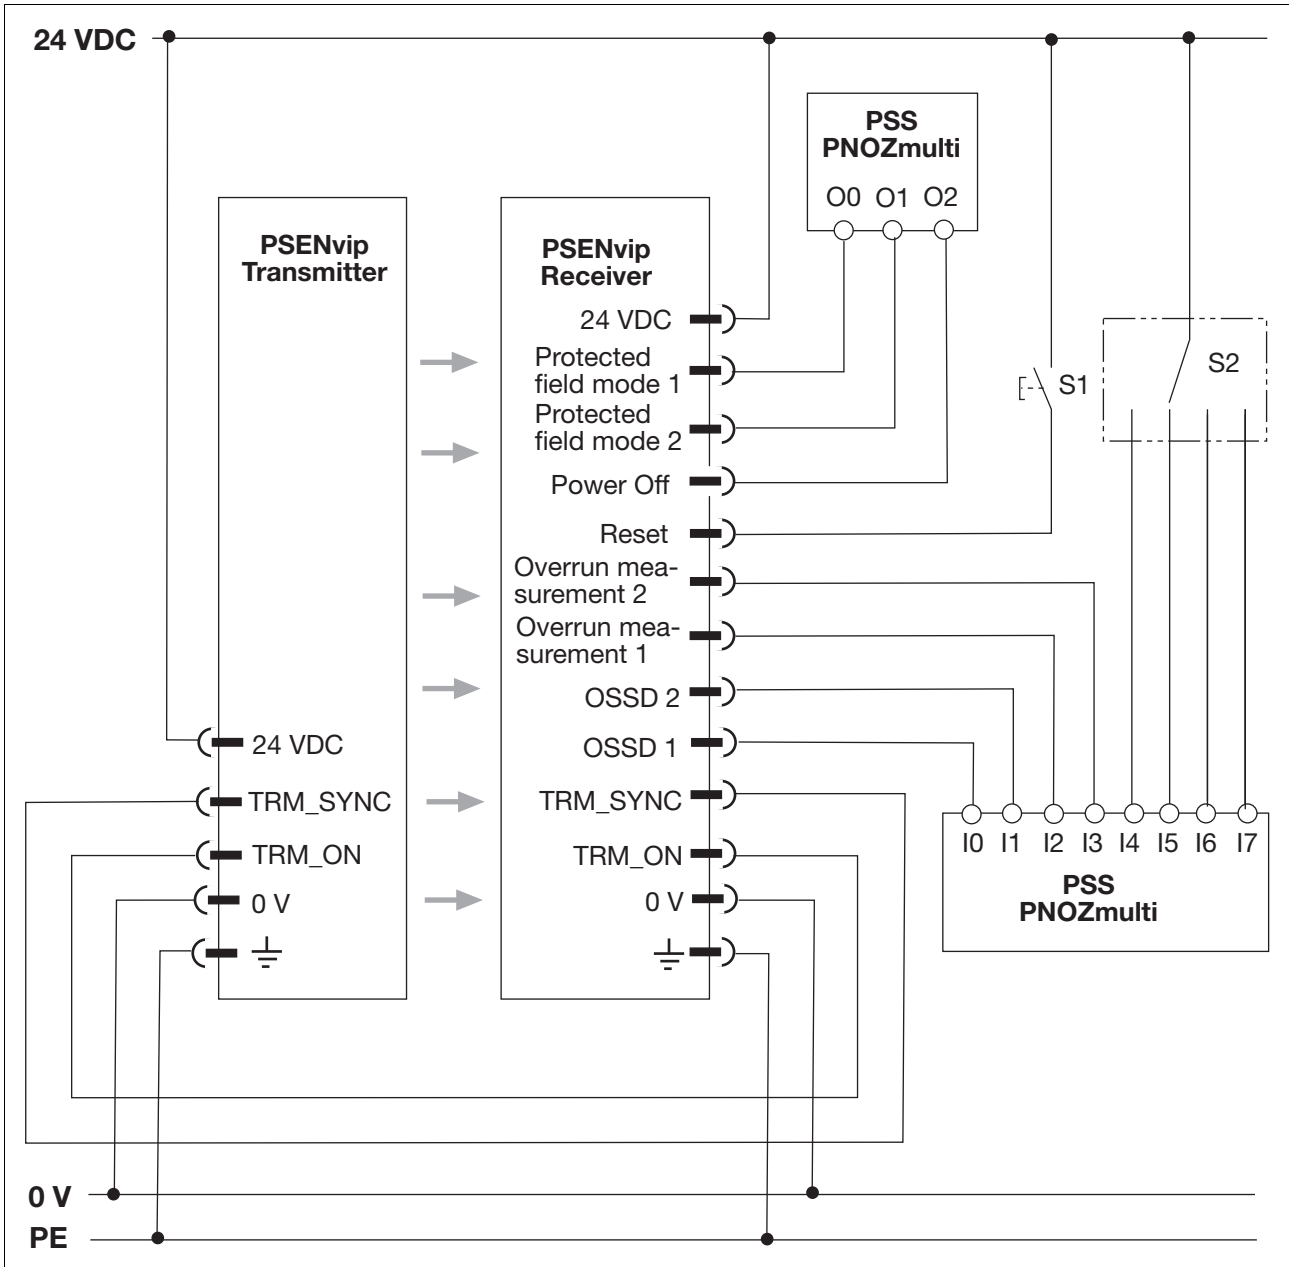 24 VDC
PSS
PNOZmulti
O0 O1 O2
PSENvip
Transmitter
PSENvip
Receiver
24 VDC
Protected
field mode 1
Protected
field mode 2
Power Off
Reset
Overrun mea-
surement 2
Overrun mea-
surement 1
OSSD 2
OSSD 1
TRM_SYNC
TRM_ON
0 V
S1
S2
24 VDC
TRM_SYNC
TRM_ON
0 V
I0 I1 I2 I3 I4 I5 I6 I7
PSS
PNOZmulti
0 V
PE